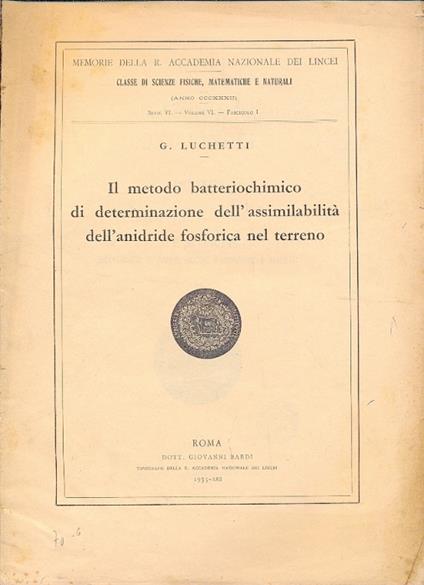 MEMORIE DELLA R. ACCADEMIA NAZIONALE DEI LINCEI
CLASSE DI SCIENZE FISICHE, MATEMATICHE E NATURALI
(ANNO CCCXXXII)
SERIE VI. — VOLUME VI. — FASCICOLO I
G. LUCHETTI
Il metodo batteriochimico
di determinazione dell'assimilabilità
dell'anidride fosforica nel terreno
ROMA
DOTT. GIOVANNI BARDI
TIPOGRAFO DELLA R. ACCADEMIA NAZIONALE DEI LINCEI
1935-XIII